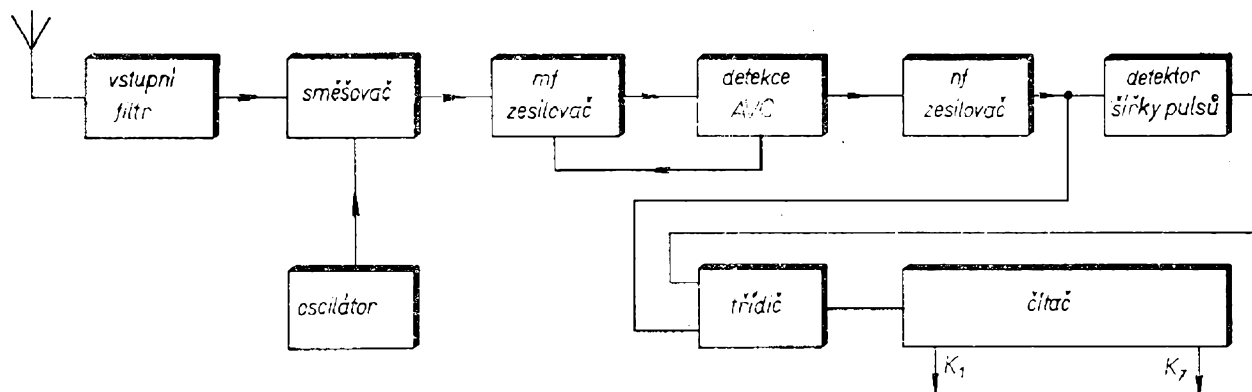 vstupní
filtr
směšovač
mf
zesilovač
detekce
AVC
nf
zesilovač
detektor
šířky pulsů
oscilátor
třídič
čítač
K1
K7